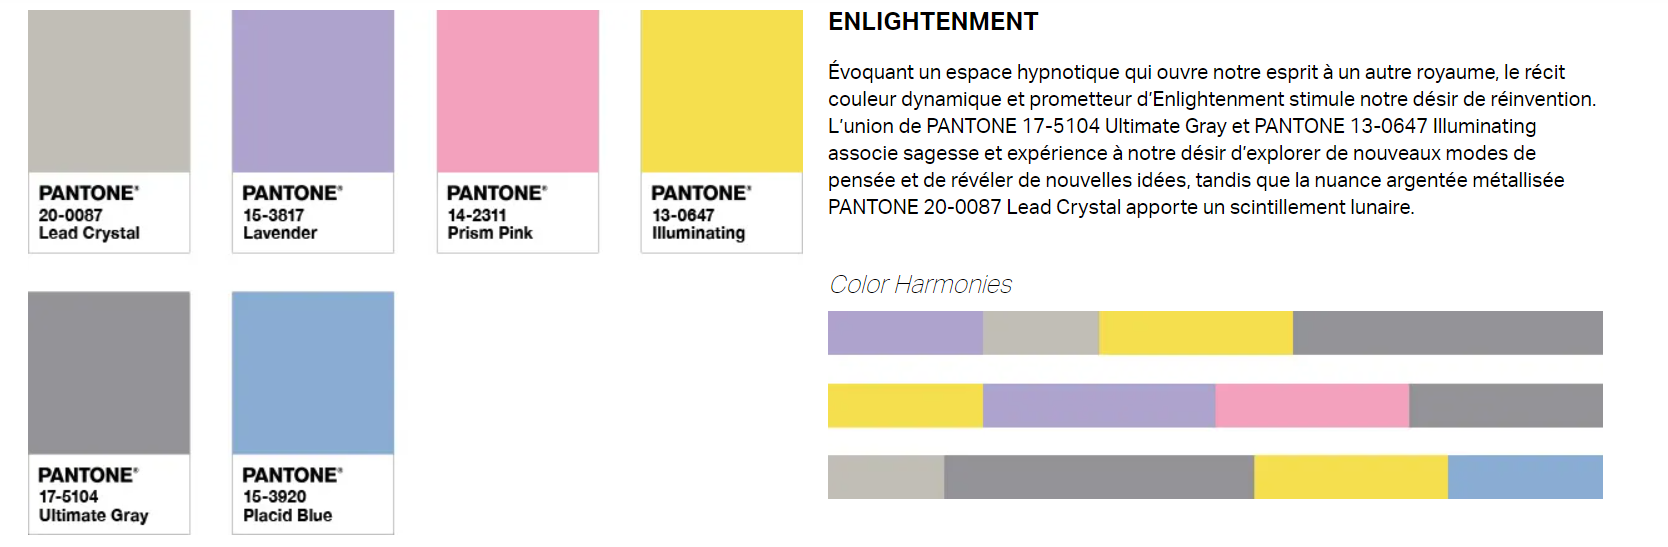 PANTONE®
20-0087
Lead Crystal
PANTONE®
15-3817
Lavender
PANTONE®
14-2311
Prism Pink
PANTONE®
13-0647
Illuminating
PANTONE®
17-5104
Ultimate Gray
PANTONE®
15-3920
Placid Blue
ENLIGHTENMENT
Évoquant un espace hypnotique qui ouvre notre esprit à un autre royaume, le récit
couleur dynamique et prometteur d’Enlightenment stimule notre désir de réinvention.
L’union de PANTONE 17-5104 Ultimate Gray et PANTONE 13-0647 Illuminating
associe sagesse et expérience à notre désir d’explorer de nouveaux modes de
pensée et de révéler de nouvelles idées, tandis que la nuance argentée métallisée
PANTONE 20-0087 Lead Crystal apporte un scintillement lunaire.
Color Harmonies